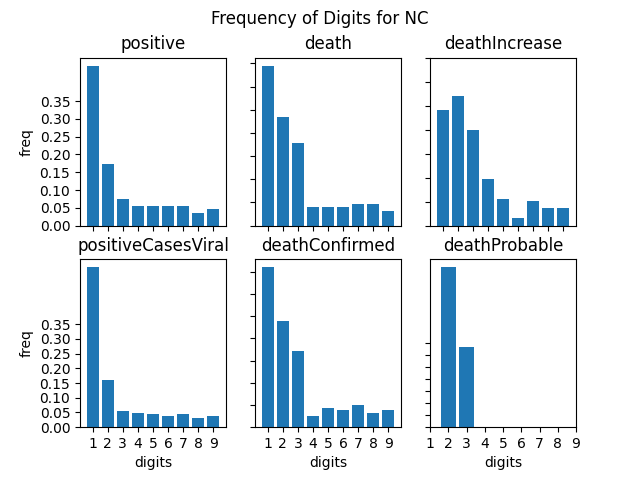 Frequency of Digits for NC
positive death deathIncrease
0.35
0.30
0.25
0.20
0.15
0.10
0.05
0.00
freq
positiveCasesViral deathConfirmed deathProbable
0.35
0.30
0.25
0.20
0.15
0.10
0.05
0.00
freq
1 2 3 4 5 6 7 8 9 1 2 3 4 5 6 7 8 9 1 2 3 4 5 6 7 8 9
digits digits digits